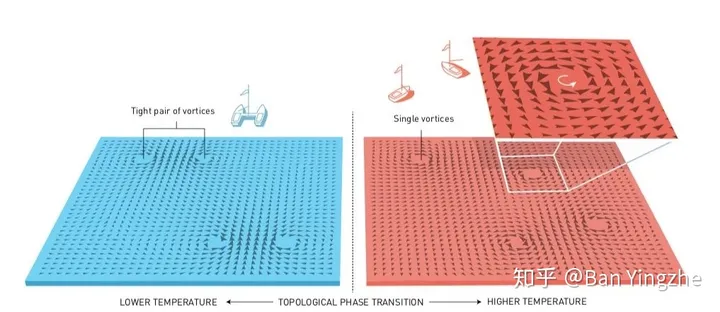 Tight pair of vortices
Single vortices
知乎 @Ban Yingzhe
LOWER TEMPERATURE
TOPOLOGICAL PHASE TRANSITION
HIGHER TEMPERATURE